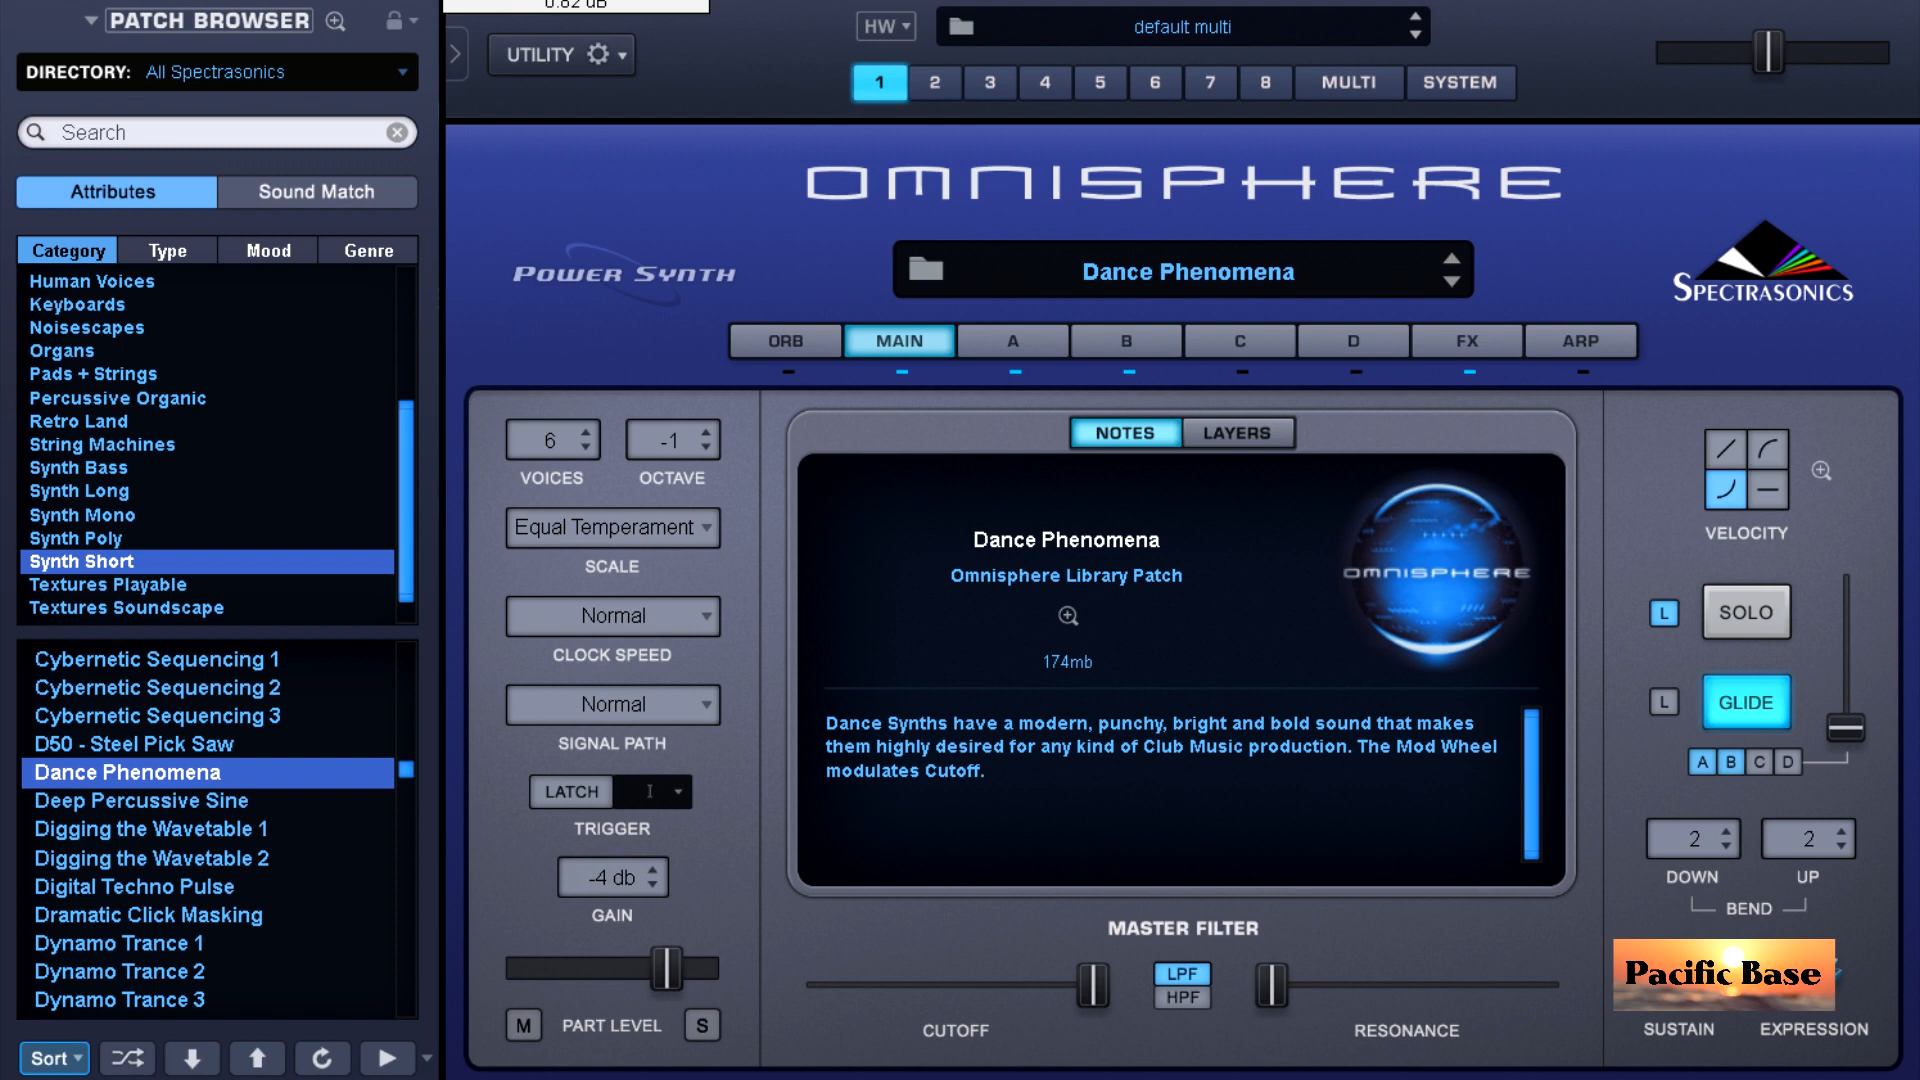 PATCH BROWSER
DIRECTORY: All Spectrasonics
Search
Attributes
Sound Match
Category
Type
Mood
Genre
Human Voices
Keyboards
Noisescapes
Organs
Pads + Strings
Percussive Organic
Retro Land
String Machines
Synth Bass
Synth Long
Synth Mono
Synth Poly
Synth Short
Textures Playable
Textures Soundscape
Cybernetic Sequencing 1
Cybernetic Sequencing 2
Cybernetic Sequencing 3
D50 - Steel Pick Saw
Dance Phenomena
Deep Percussive Sine
Digging the Wavetable 1
Digging the Wavetable 2
Digital Techno Pulse
Dramatic Click Masking
Dynamo Trance 1
Dynamo Trance 2
Dynamo Trance 3
Sort
0.82 dB
UTILITY
HW
default multi
1 2 3 4 5 6 7 8 MULTI SYSTEM
OMNISPHERE
POWER SYNTH
Dance Phenomena
SPECTRASONICS
ORB MAIN A B C D FX ARP
6
VOICES
-1
OCTAVE
Equal Temperament
SCALE
Normal
CLOCK SPEED
Normal
SIGNAL PATH
LATCH
TRIGGER
-4 db
GAIN
M PART LEVEL S
NOTES LAYERS
Dance Phenomena
Omnisphere Library Patch
174mb
OMNISPHERE
Dance Synths have a modern, punchy, bright and bold sound that makes
them highly desired for any kind of Club Music production. The Mod Wheel
modulates Cutoff.
MASTER FILTER
LPF
HPF
CUTOFF
RESONANCE
VELOCITY
L SOLO
L GLIDE
A B C D
2
DOWN
2
UP
BEND
Pacific Base
SUSTAIN
EXPRESSION